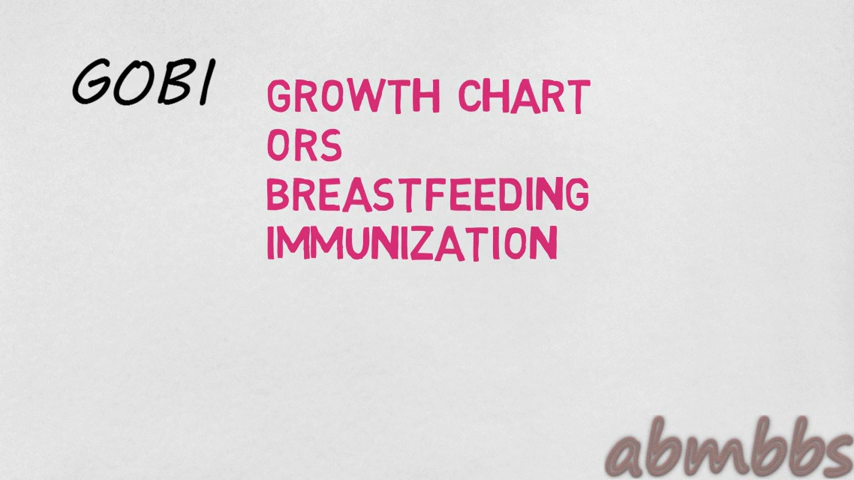 GOBI
GROWTH CHART
ORS
BREASTFEEDING
IMMUNIZATION
abmbbs